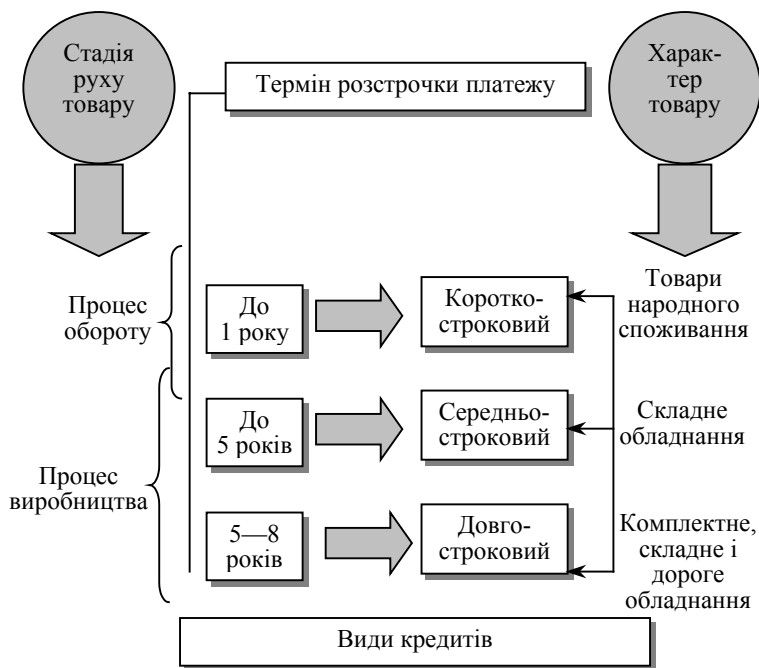 Стадія
руху
товару
Термін розстрочки платежу
Харак-
тер
товару
Процес
обороту
До
1 року
Коротко-
строковий
Товари
народного
споживання
До
5 років
Середньо-
строковий
Складне
обладнання
Процес
виробництва
5—8
років
Довго-
строковий
Комплектне,
складне і
дороге
обладнання
Види кредитів